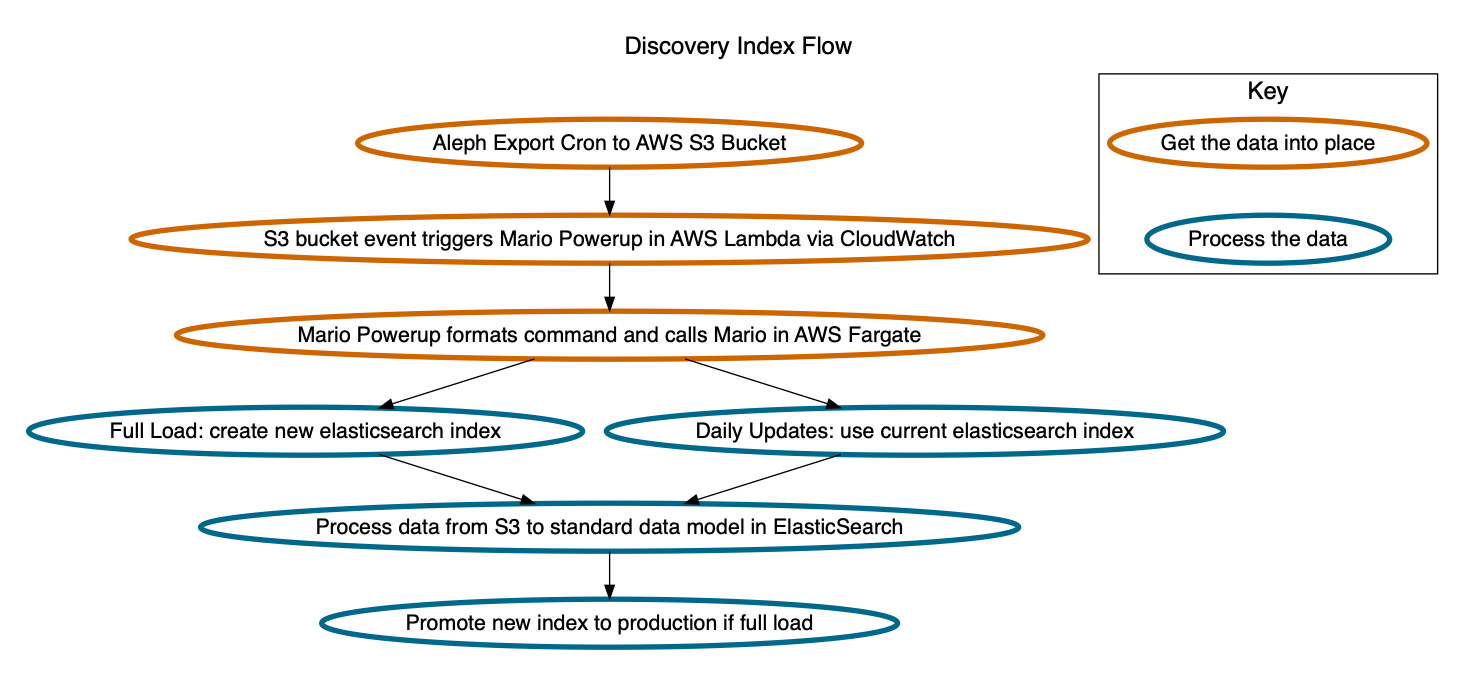 Discovery Index Flow
Key
Aleph Export Cron to AWS S3 Bucket
Get the data into place
S3 bucket event triggers Mario Powerup in AWS Lambda via CloudWatch
Process the data
Mario Powerup formats command and calls Mario in AWS Fargate
Full Load: create new elasticsearch index
Daily Updates: use current elasticsearch index
Process data from S3 to standard data model in ElasticSearch
Promote new index to production if full load